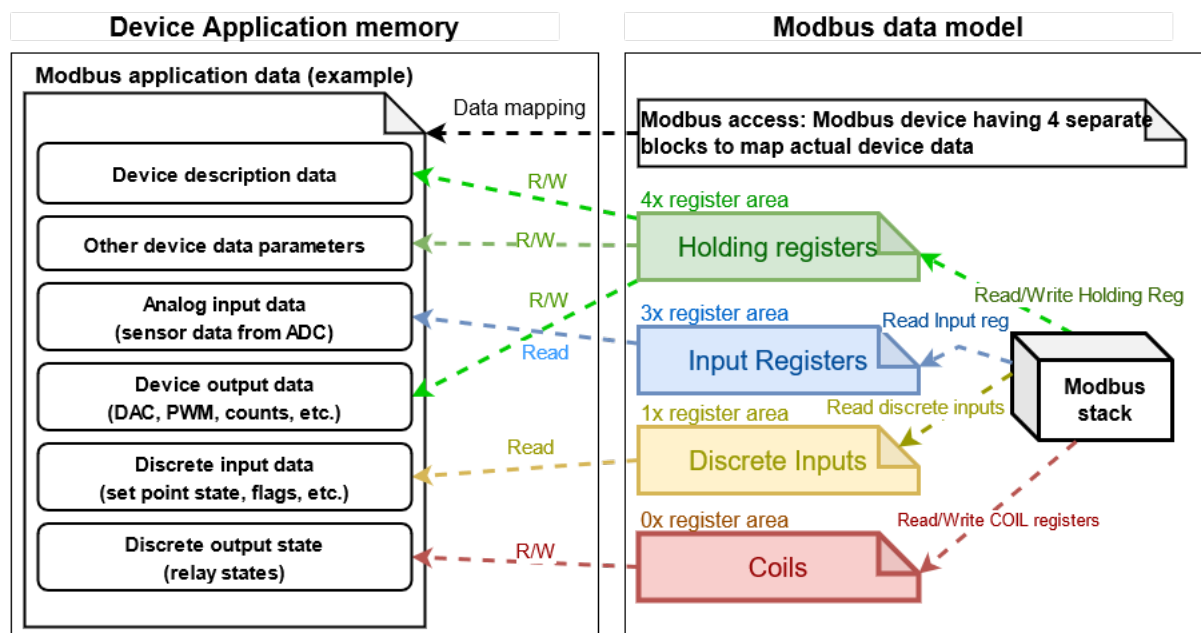 Device Application memory
Modbus data model
Modbus application data (example)
Data mapping
Modbus access: Modbus device having 4 separate
blocks to map actual device data
Device description data
R/W
4x register area
Holding registers
Other device data parameters
R/W
Read/Write Holding Reg
Analog input data
(sensor data from ADC)
R/W
Read
3x register area
Read Input reg
Input Registers
Modbus
stack
Device output data
(DAC, PWM, counts, etc.)
1x register area
Read discrete inputs
Discrete Inputs
Discrete input data
(set point state, flags, etc.)
Read
0x register area
Read/Write COIL registers
Coils
Discrete output state
(relay states)
R/W